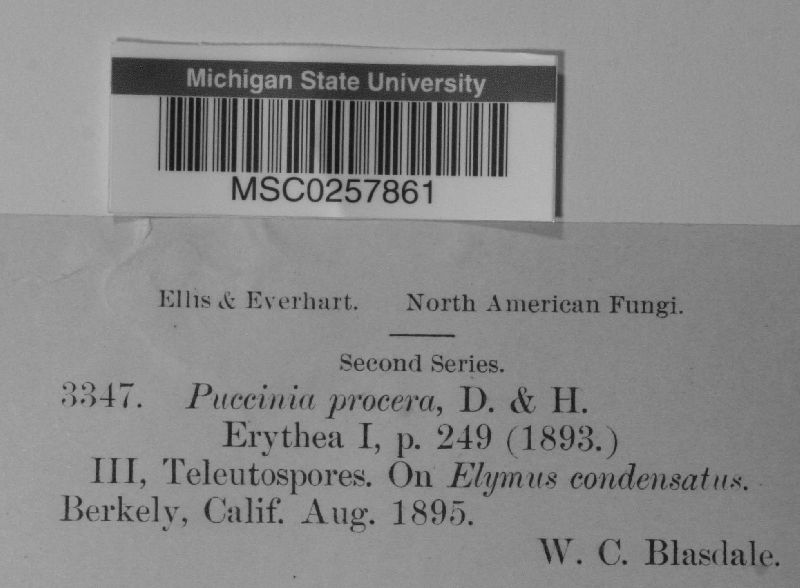 Michigan State University
MSC0257861
Ellis & Everhart. North American Fungi.
Second Series.
3347. Puccinia procera, D. & H.
Erythea I, p. 249 (1893.)
III, Teleutospores. On Elymus condensatus.
Berkely, Calif. Aug. 1895.
W. C. Blasdale.